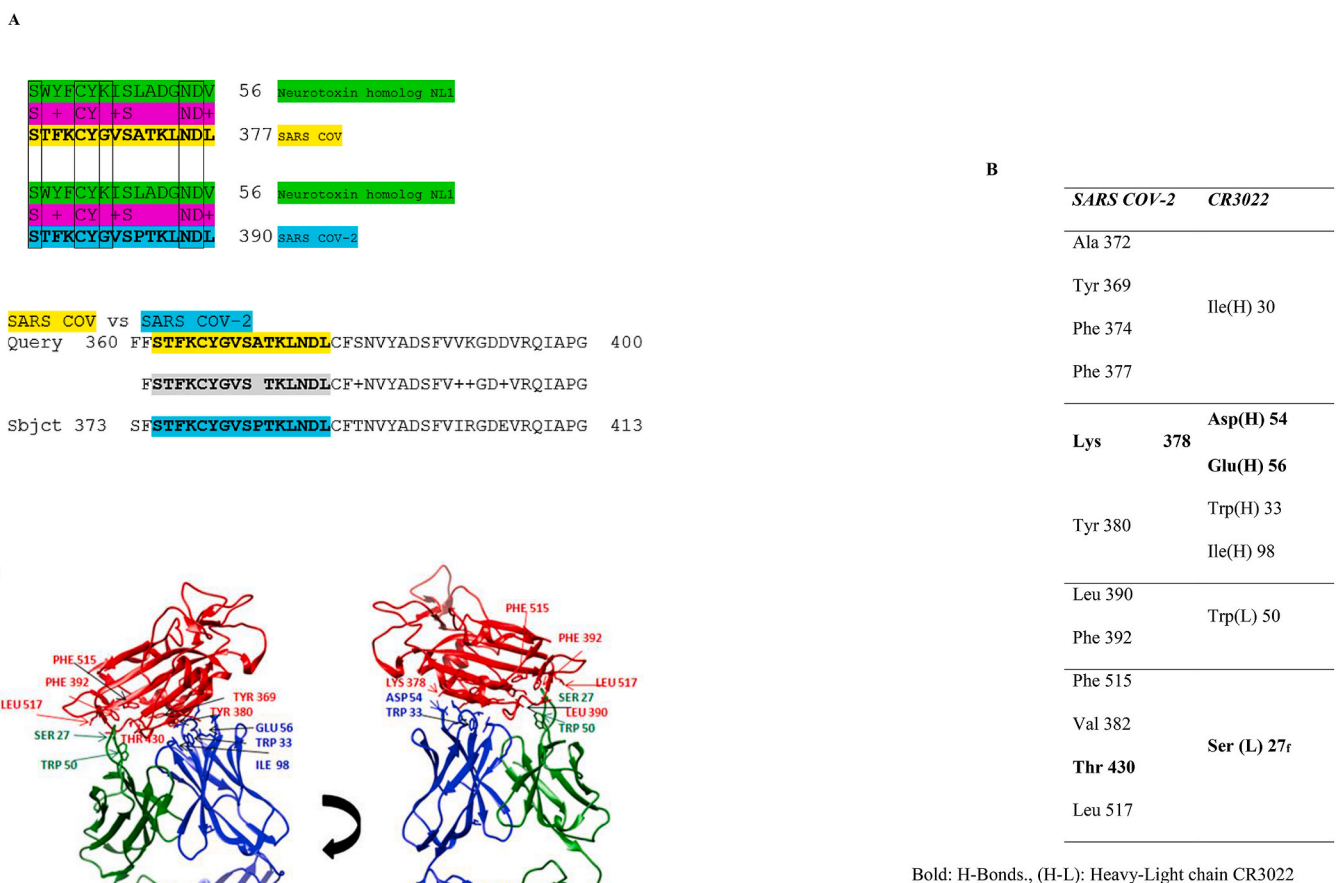 A
SWYFCYKISLADGNDV 56 Neurotoxin homolog NL1
S + CY +S ND+
STFKCYGVSATKLNDL 377 SARS COV
SWYFCYKISLADGNDV 56 Neurotoxin homolog NL1
S + CY +S ND+
STFKCYGVSPTKLNDL 390 SARS COV-2
SARS COV vs SARS COV-2
Query 360 FFSTFKCYGVSATKLNDLCFSNVYADSFVVKGDDVRQIAPG 400
FSTFKCYGVS TKLNDLCF+NVYADSFV++GD+VRQIAPG
Sbjct 373 SFSTFKCYGVSPTKLNDLCFTNVYADSFVIRGDEVRQIAPG 413
PHE 515
PHE 392
LEU 517
SER 27
TRP 50
THR 430
TYR 369
TYR 380
GLU 56
TRP 33
ILE 98
PHE 515
PHE 392
LYS 378
ASP 54
TRP 33
LEU 517
SER 27
LEU 390
TRP 50
B
SARS COV-2 CR3022
Ala 372
Tyr 369
Ile(H) 30
Phe 374
Phe 377
Asp(H) 54
Lys 378
Glu(H) 56
Trp(H) 33
Tyr 380
Ile(H) 98
Leu 390
Trp(L) 50
Phe 392
Phe 515
Val 382
Ser (L) 27f
Thr 430
Leu 517
Bold: H-Bonds., (H-L): Heavy-Light chain CR3022